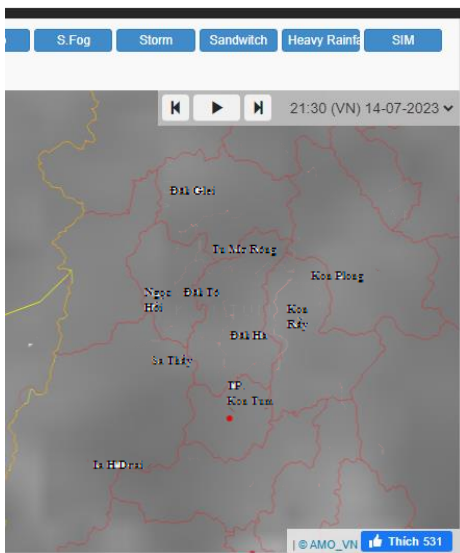 S.Fog
Storm
Sandwitch
Heavy Rainfa
SIM
21:30 (VN) 14-07-2023
Đăk Glei
Tu Mơ Rông
Kon Plong
Ngọc
Hồi
Đăk Tô
Kon
Rẫy
Đăk Hà
Sa Thầy
TP.
Kon Tum
Ia H'Drai
| © AMO_VN
Thích 531